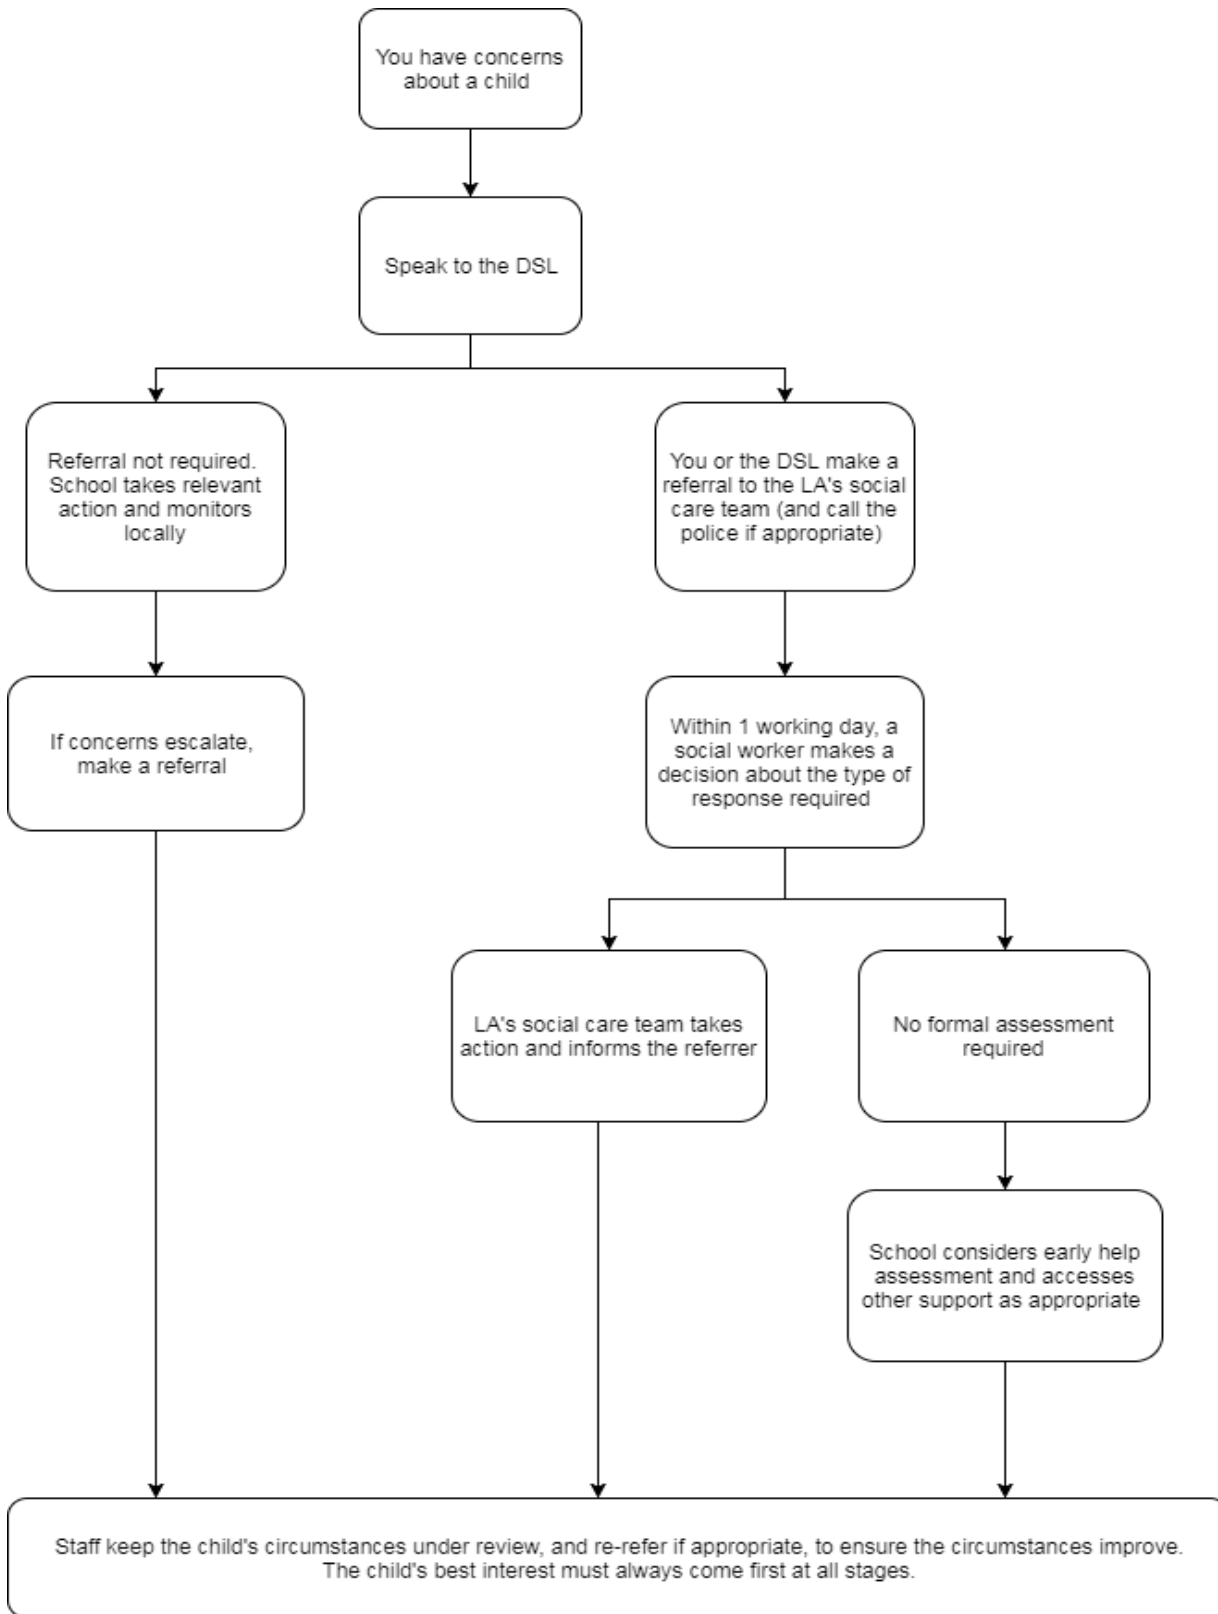 You have concerns
about a child
Speak to the DSL
Referral not required.
School takes relevant
action and monitors
locally
You or the DSL make a
referral to the LA's social
care team (and call the
police if appropriate)
If concerns escalate,
make a referral
Within 1 working day, a
social worker makes a
decision about the type of
response required
LA's social care team takes
action and informs the referrer
No formal assessment
required
School considers early help
assessment and accesses
other support as appropriate
Staff keep the child's circumstances under review, and re-refer if appropriate, to ensure the circumstances improve.
The child's best interest must always come first at all stages.